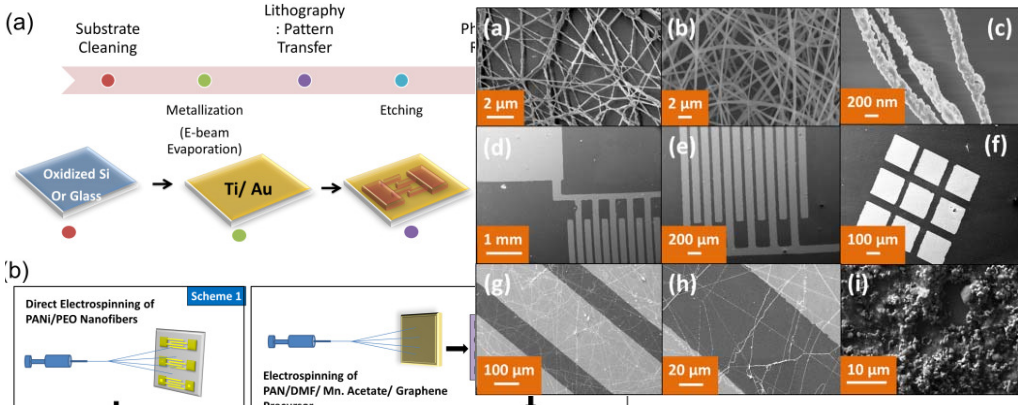 (a)
Substrate
Cleaning
Lithography
: Pattern
Transfer
Metallization
(E-beam
Evaporation)
Etching
Oxidized Si
Or Glass
Ti/ Au
(b)
Scheme 1
Direct Electrospinning of
PANi/PEO Nanofibers
Electrospinning of
PAN/DMF/ Mn. Acetate/ Graphene
(a)
2 µm
(b)
2 µm
(c)
200 nm
(d)
1 mm
(e)
200 µm
(f)
100 µm
(g)
100 µm
(h)
20 µm
(i)
10 µm